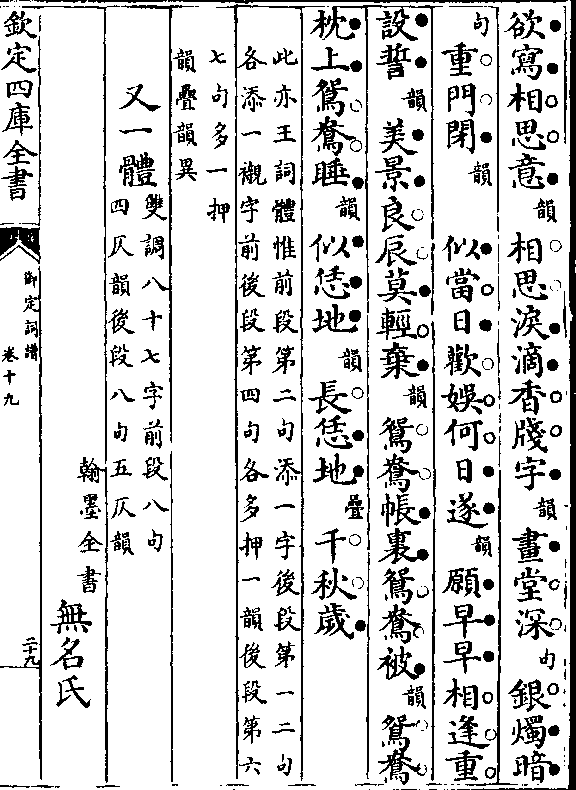 欲寫相思意韻相思淚滴香牋字韻畫堂深句銀燭暗
句重門閉韻似當日歡娛何日遂韻願早早相逢重
設誓韻美景良辰莫輕棄韻鴛鴦帳裏鴛鴦被韻鴛鴦
枕上鴛鴦睡韻似恁地韻長恁地疊千秋歲
此亦王詞體惟前段第二句添一字後段第一二句
各添一襯字前後段第四句各多押一韻後段第六
七句多一押
韻疊韻異
又一體雙調八十七字前段八句
四仄韻後段八句五仄韻
翰墨全書無名氏
欽定四庫全書
御定詞譜
卷十九
二十九